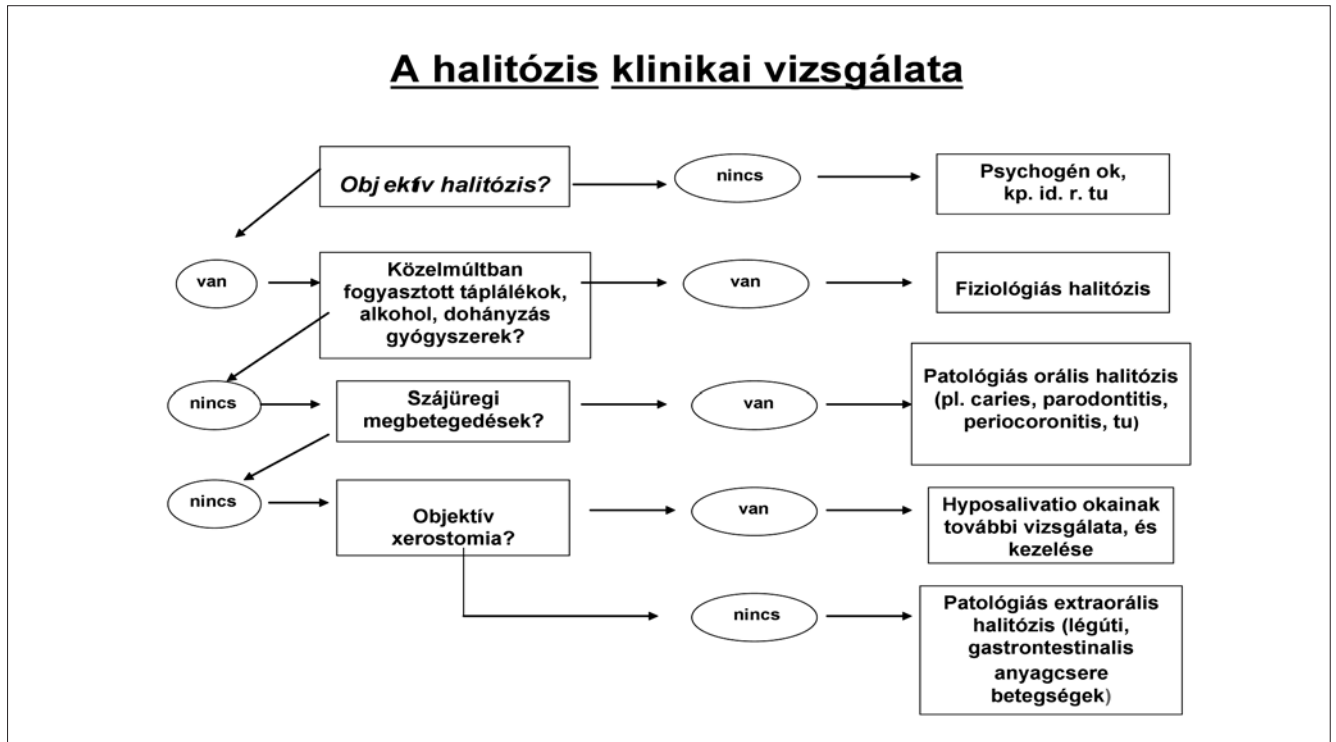 A halitózis klinikai vizsgálata
Objektív halitózis?
nincs
Psychogén ok,
kp. id. r. tu
van
Közelmúltban
fogyasztott táplálékok,
alkohol, dohányzás
gyógyszerek?
van
Fiziológiás halitózis
nincs
Szájüregi
megbetegedések?
van
Patológiás orális halitózis
(pl. caries, parodontitis,
periocoronitis, tu)
nincs
Objektív
xerostomia?
van
Hyposalivatio okainak
további vizsgálata, és
kezelése
nincs
Patológiás extraorális
halitózis (légúti,
gastrontestinalis
anyagcsere
betegségek)